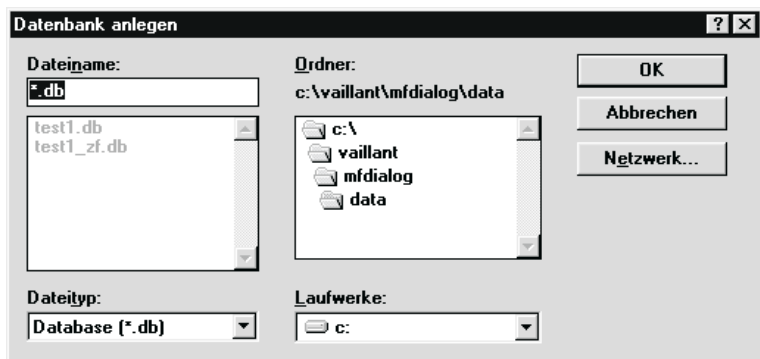 Datenbank anlegen
Dateiname:
*.db
test1.db
test1_zf.db
Dateityp:
Database (*.db)
Ordner:
c:\vaillant\mfdialog\data
c:\
vaillant
mfdialog
data
Laufwerke:
c:
OK
Abbrechen
Netzwerk...